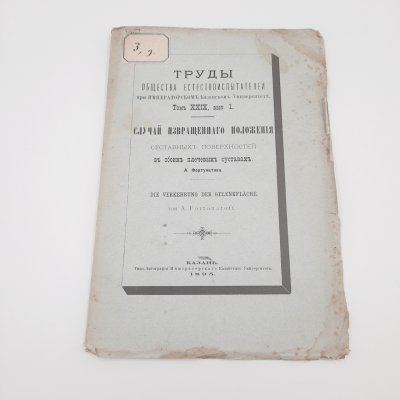 3, 9.
ТРУДЫ
ОБЩЕСТВА ЕСТЕСТВОИСПЫТАТЕЛЕЙ
при ИМПЕРАТОРСКОМЪ Казанскомъ Университетѣ.
Томъ XXIX, вып. 1.
СЛУЧАЙ ИЗВРАЩЕННАГО ПОЛОЖЕНІЯ
СУСТАВНЫХЪ ПОВЕРХНОСТЕЙ
въ обоихъ плечевыхъ суставахъ.
А. Фортунатова.
DIE VERKEHRUNG DER GELENKFLÄCHE
von A. Fortunatoff.
КАЗАНЬ.
Типо-литографія Императорскаго Казанскаго Университета.
1895.